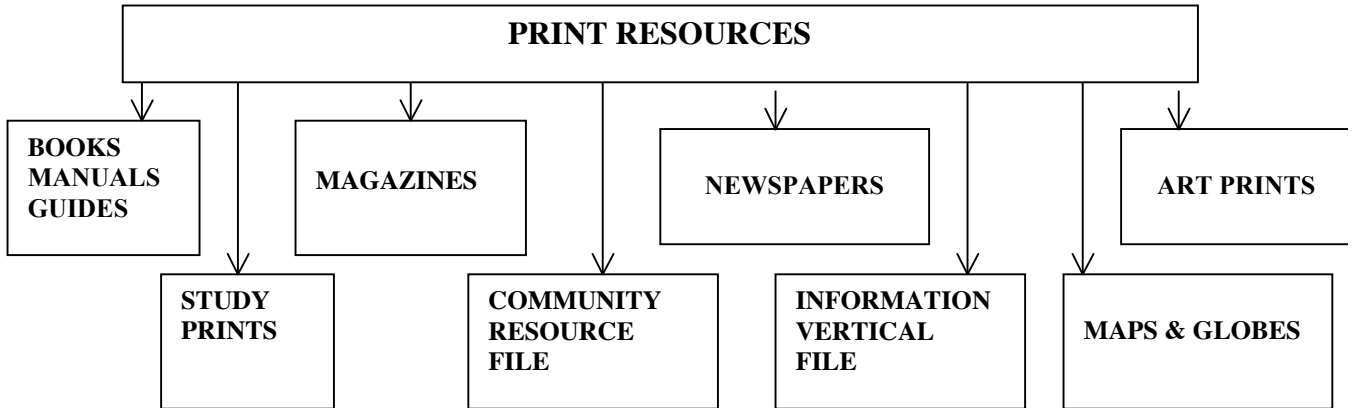 PRINT RESOURCES
BOOKS
MANUALS
GUIDES
MAGAZINES
NEWSPAPERS
ART PRINTS
STUDY
PRINTS
COMMUNITY
RESOURCE
FILE
INFORMATION
VERTICAL
FILE
MAPS & GLOBES